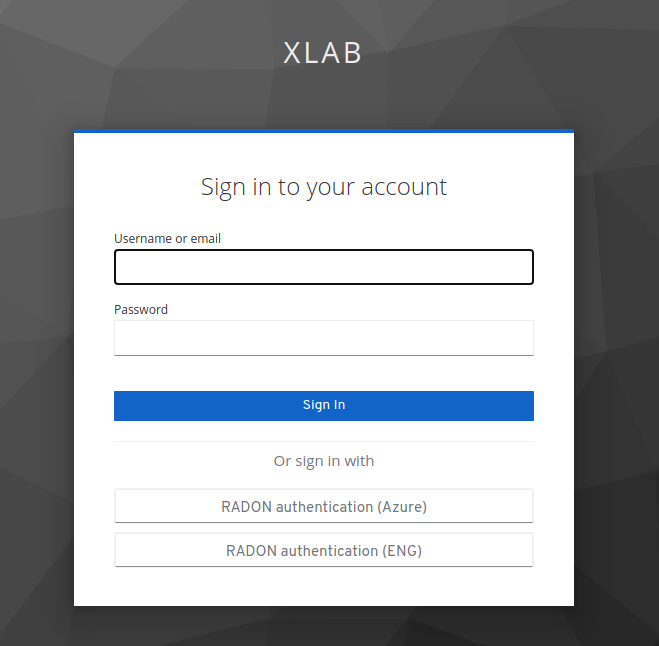 XLAB
Sign in to your account
Username or email
Password
Sign In
Or sign in with
RADON authentication (Azure)
RADON authentication (ENG)